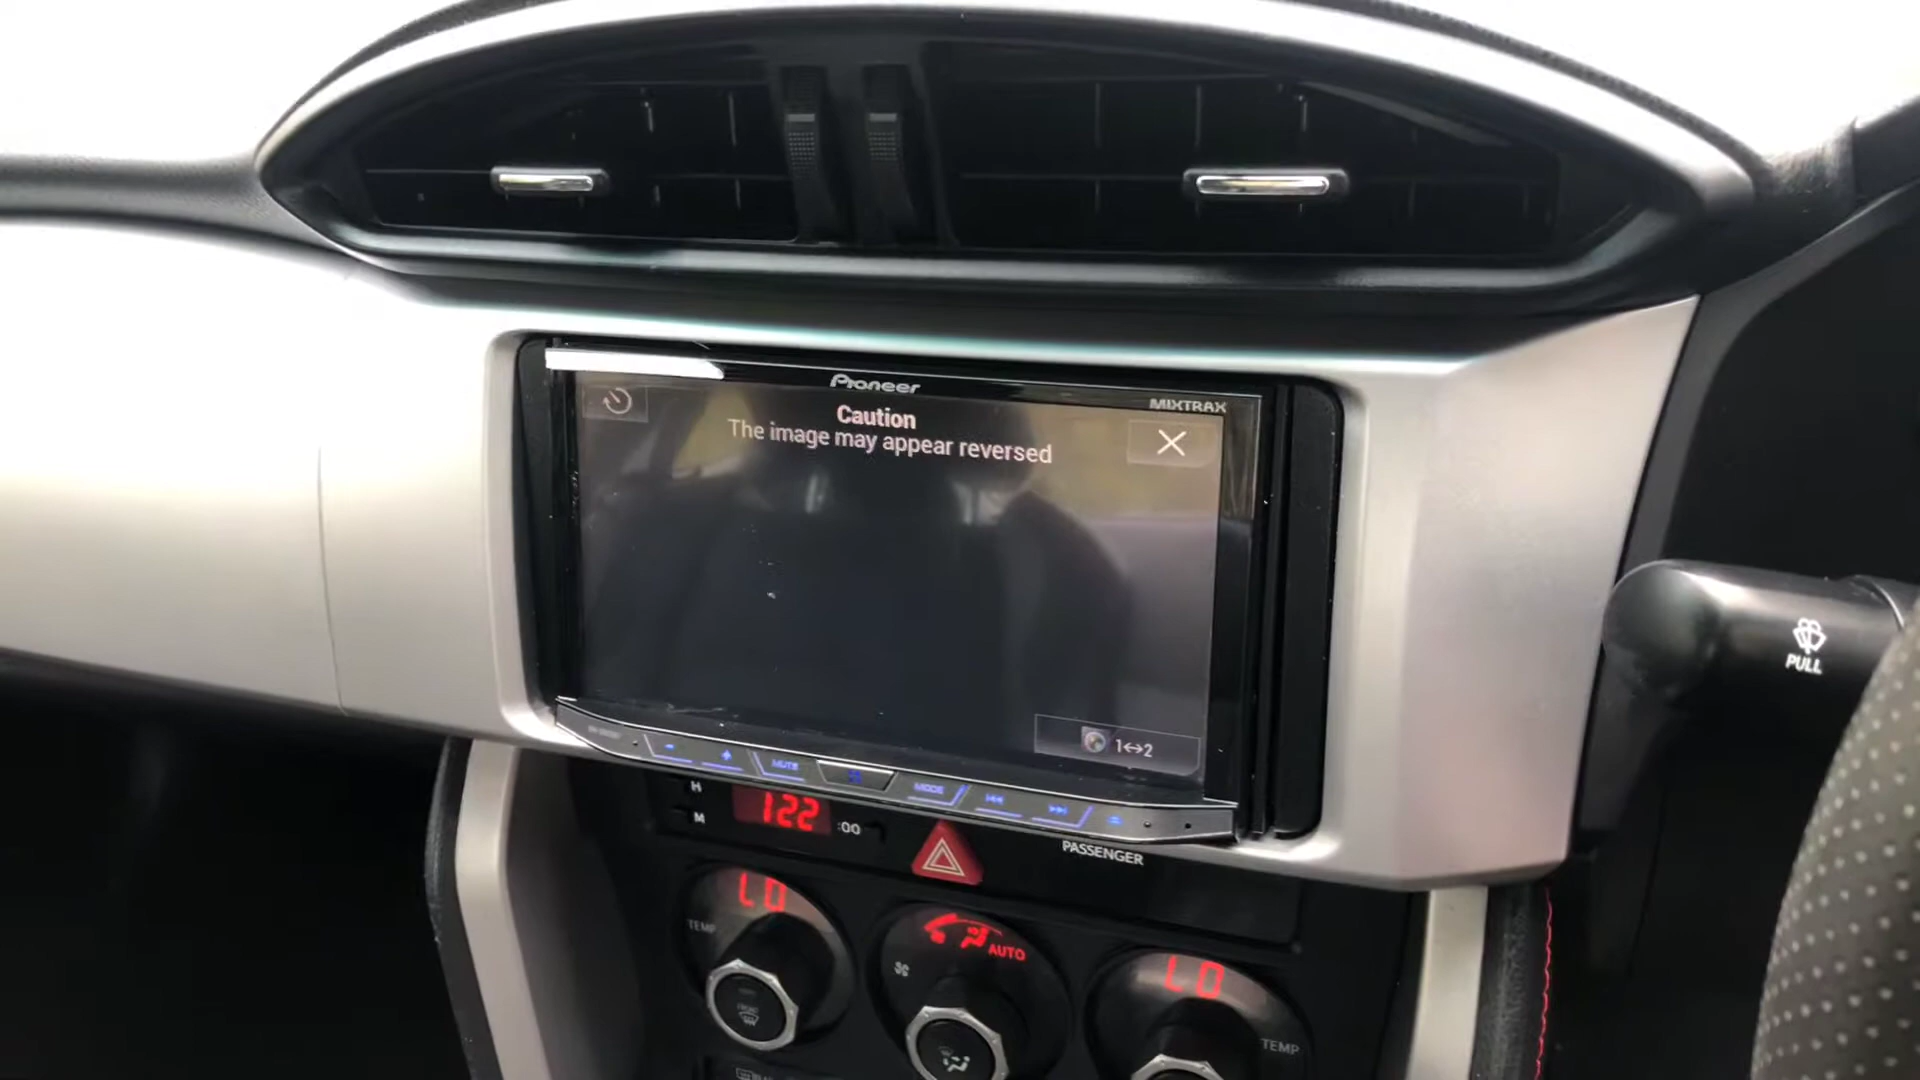 Pioneer
MIXTRAX
Caution
The image may appear reversed
1↔2
MUTE
MODE
H
M
122
:00
PASSENGER
LO
TEMP
AUTO
LO
TEMP
FRONT
PULL